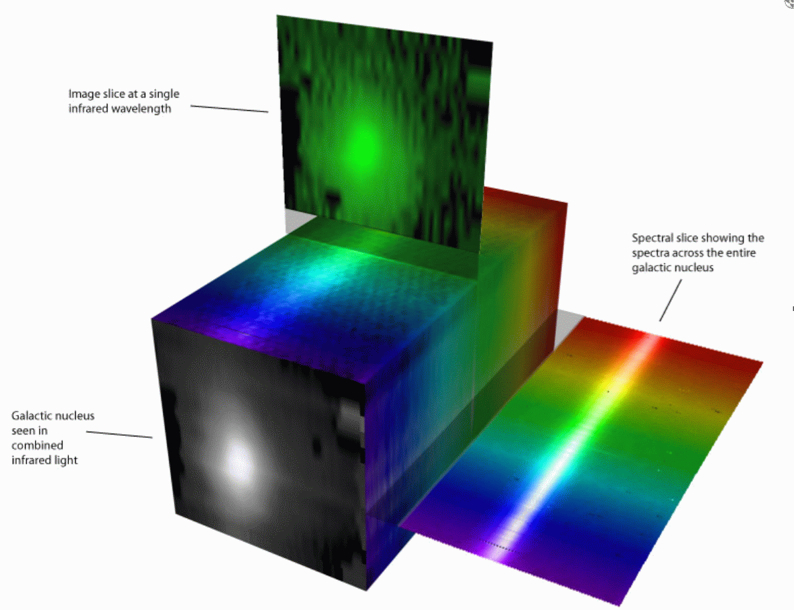 Image slice at a single
infrared wavelength
Spectral slice showing the
spectra across the entire
galactic nucleus
Galactic nucleus
seen in
combined
infrared light